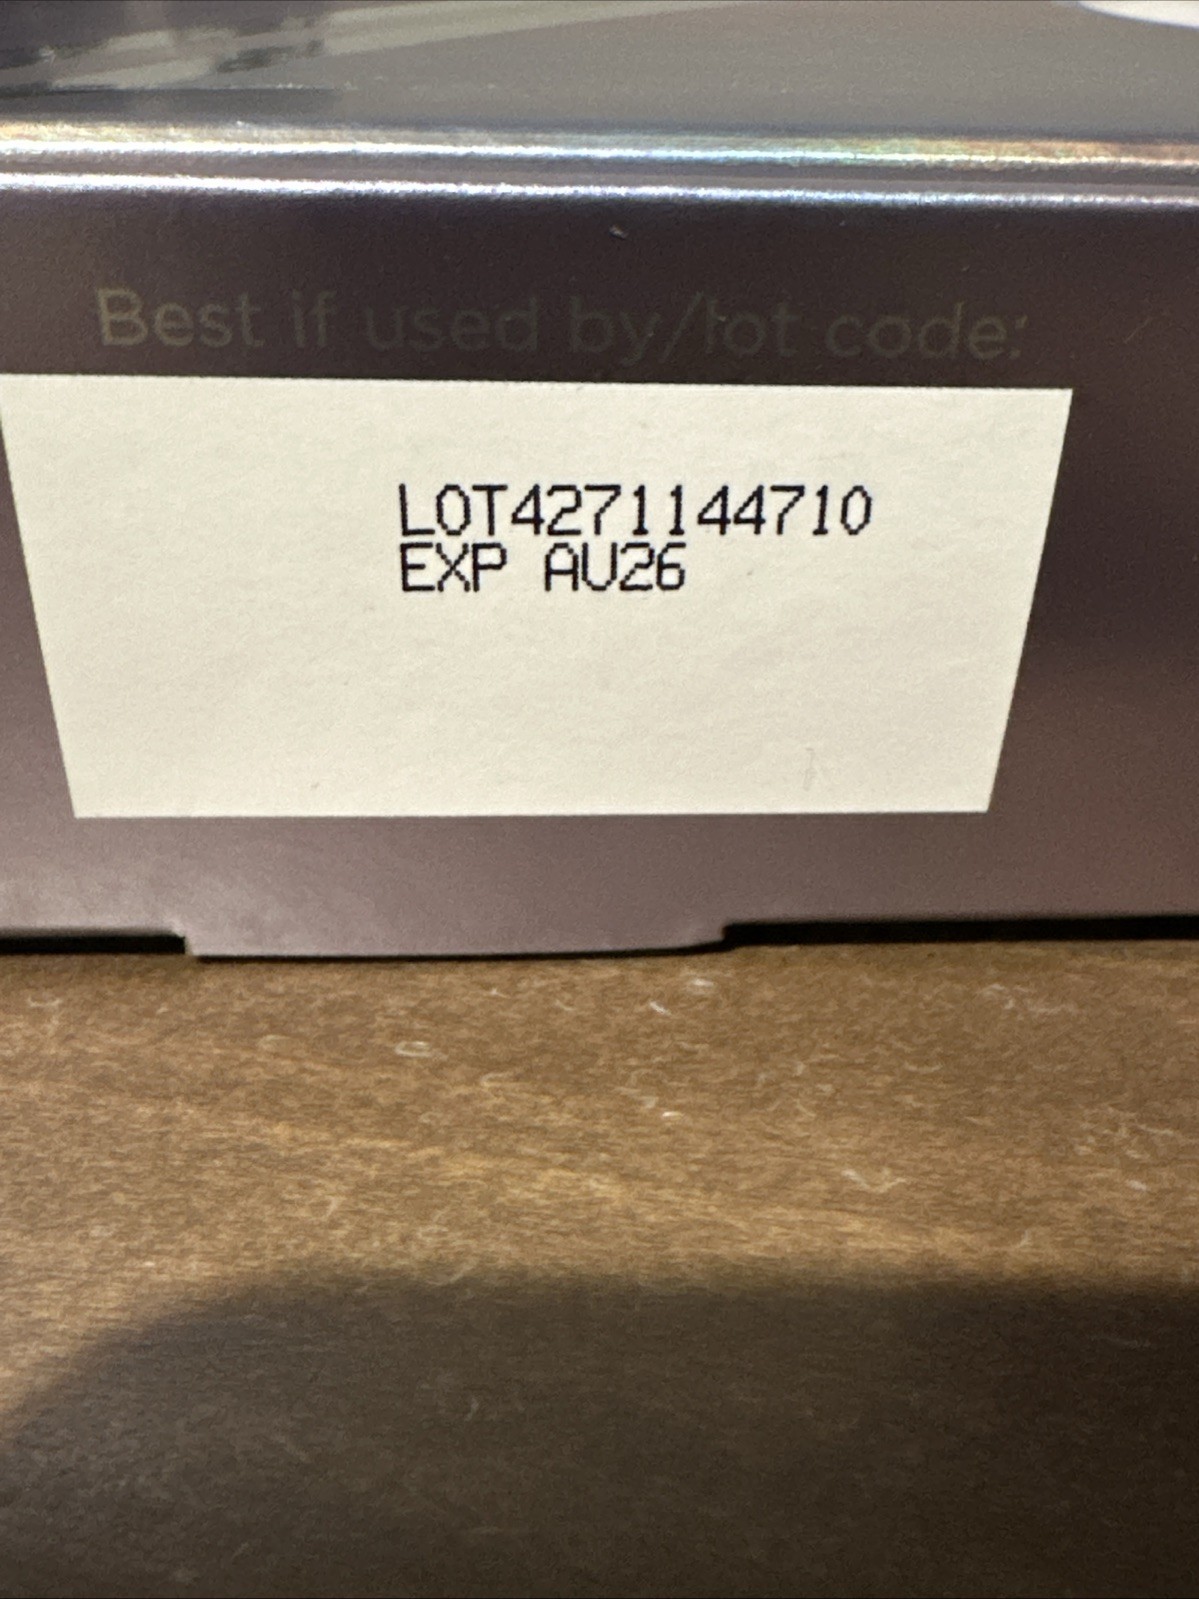 Best if used by/lot code:
LOT4271144710
EXP AU26